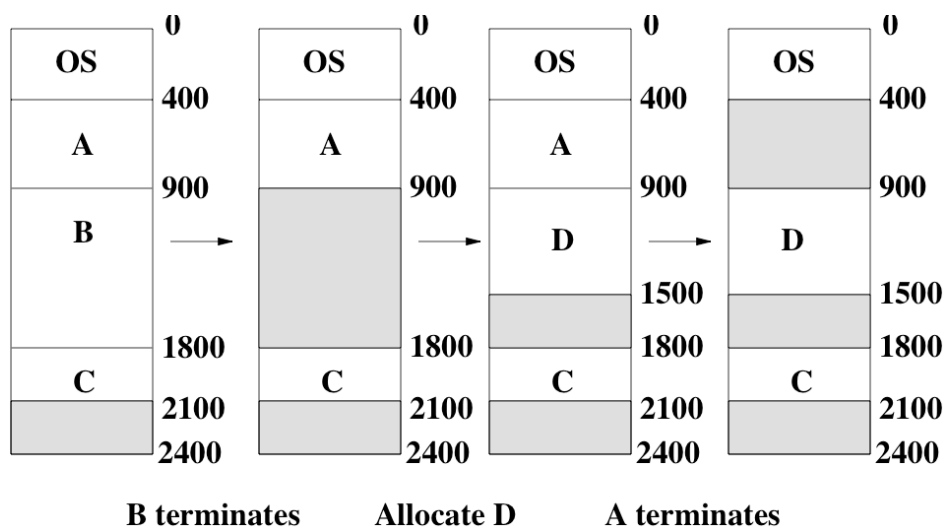 0 0 0 0
OS OS OS OS
400 400 400 400
A A A
900 900 900 900
B D D
1500 1500
1800 1800 1800 1800
C C C C
2100 2100 2100 2100
2400 2400 2400 2400
B terminates Allocate D A terminates